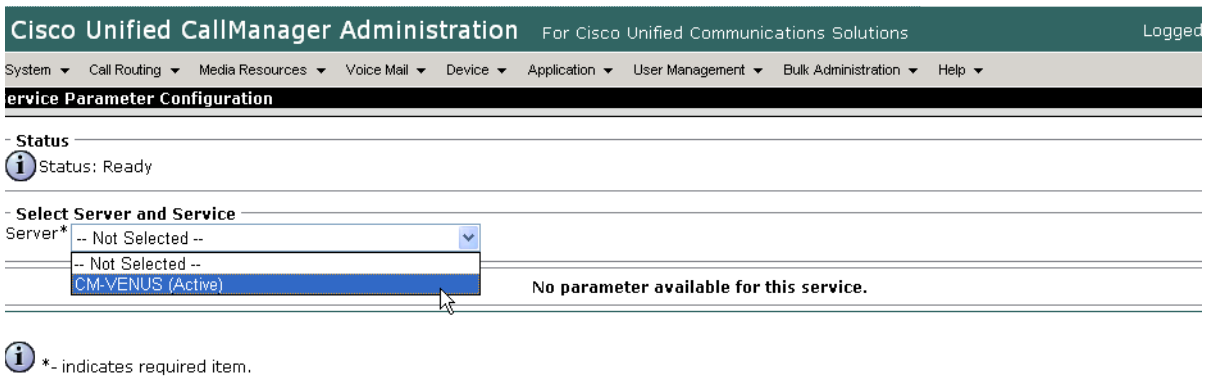 Cisco Unified CallManager Administration For Cisco Unified Communications Solutions Logged
System Call Routing Media Resources Voice Mail Device Application User Management Bulk Administration Help
ervice Parameter Configuration
Status
Status: Ready
Select Server and Service
Server* -- Not Selected --
-- Not Selected --
CM-VENUS (Active)
No parameter available for this service.
*- indicates required item.